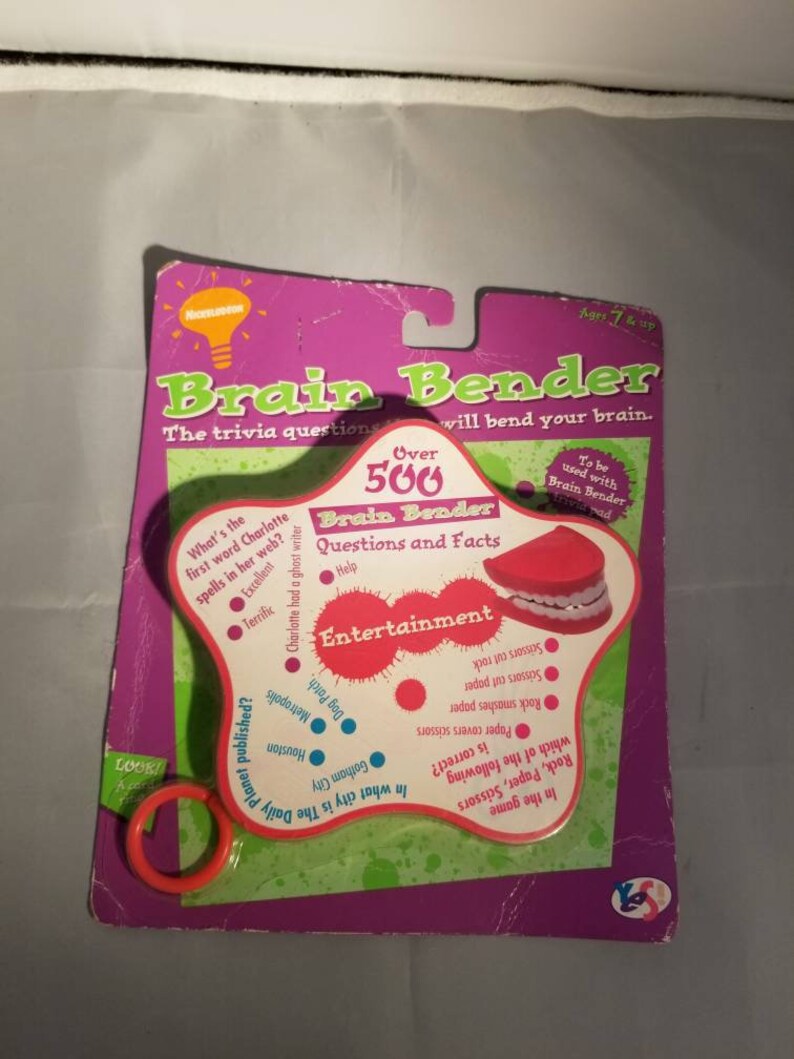 NICKELODEON
Ages 7 & up
Brain Bender
The trivia questions will bend your brain.
Over
500
Brain Bender
Questions and Facts
To be
used with
Brain Bender
trivia pad
What's the
first word Charlotte
spells in her web?
Excellent
Terrific
Charlotte had a ghost writer
Help
Entertainment
In the game
Rock, Paper, Scissors
which of the following
is correct?
Paper covers scissors
Rock smashes paper
Scissors cut paper
Scissors cut rock
In what city is The Daily Planet published?
Gotham City
Houston
Metropolis
Dog Patch
LOOK!
A card
YES!